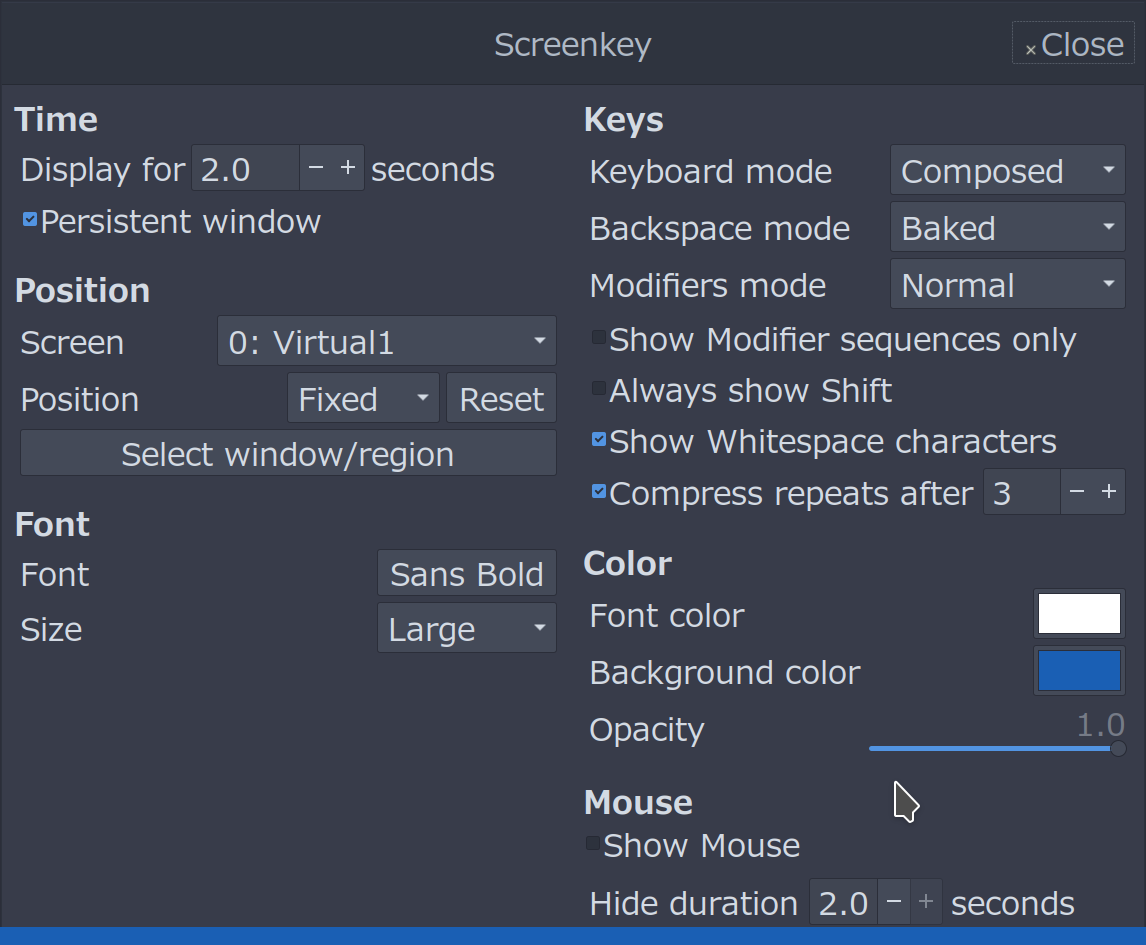 Screenkey
×Close
Time
Display for 2.0 − + seconds
Persistent window
Position
Screen 0: Virtual1
Position Fixed Reset
Select window/region
Font
Font Sans Bold
Size Large
Keys
Keyboard mode Composed
Backspace mode Baked
Modifiers mode Normal
Show Modifier sequences only
Always show Shift
Show Whitespace characters
Compress repeats after 3 − +
Color
Font color
Background color
Opacity 1.0
Mouse
Show Mouse
Hide duration 2.0 − + seconds